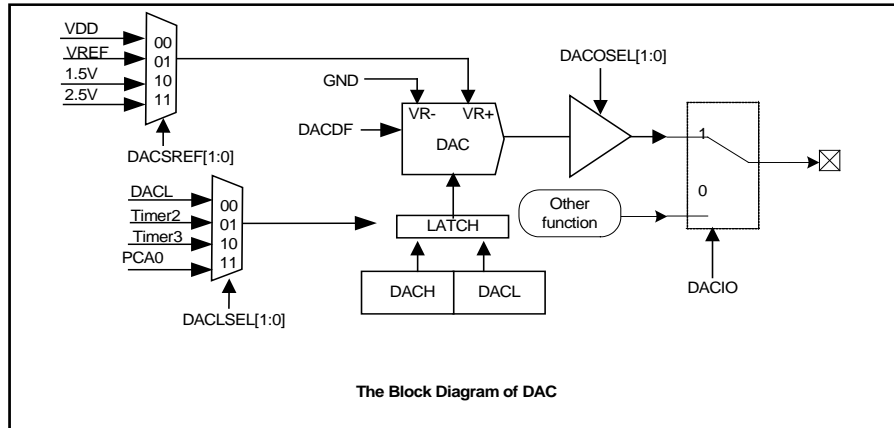 VDD
VREF
1.5V
2.5V
00
01
10
11
DACSREF[1:0]
GND
VR-
VR+
DACDF
DAC
DACOSEL[1:0]
1
0
Other
function
DACIO
DACL
Timer2
Timer3
PCA0
00
01
10
11
DACLSEL[1:0]
LATCH
DACH
DACL
The Block Diagram of DAC